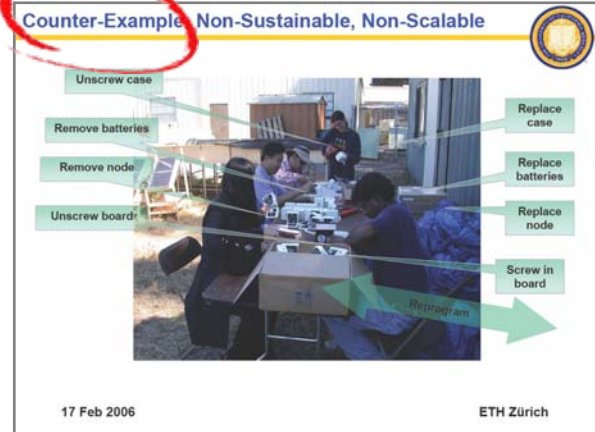 Counter-Example, Non-Sustainable, Non-Scalable
Unscrew case
Remove batteries
Remove node
Unscrew board
Replace
case
Replace
batteries
Replace
node
Screw in
board
Reprogram
17 Feb 2006
ETH Zürich